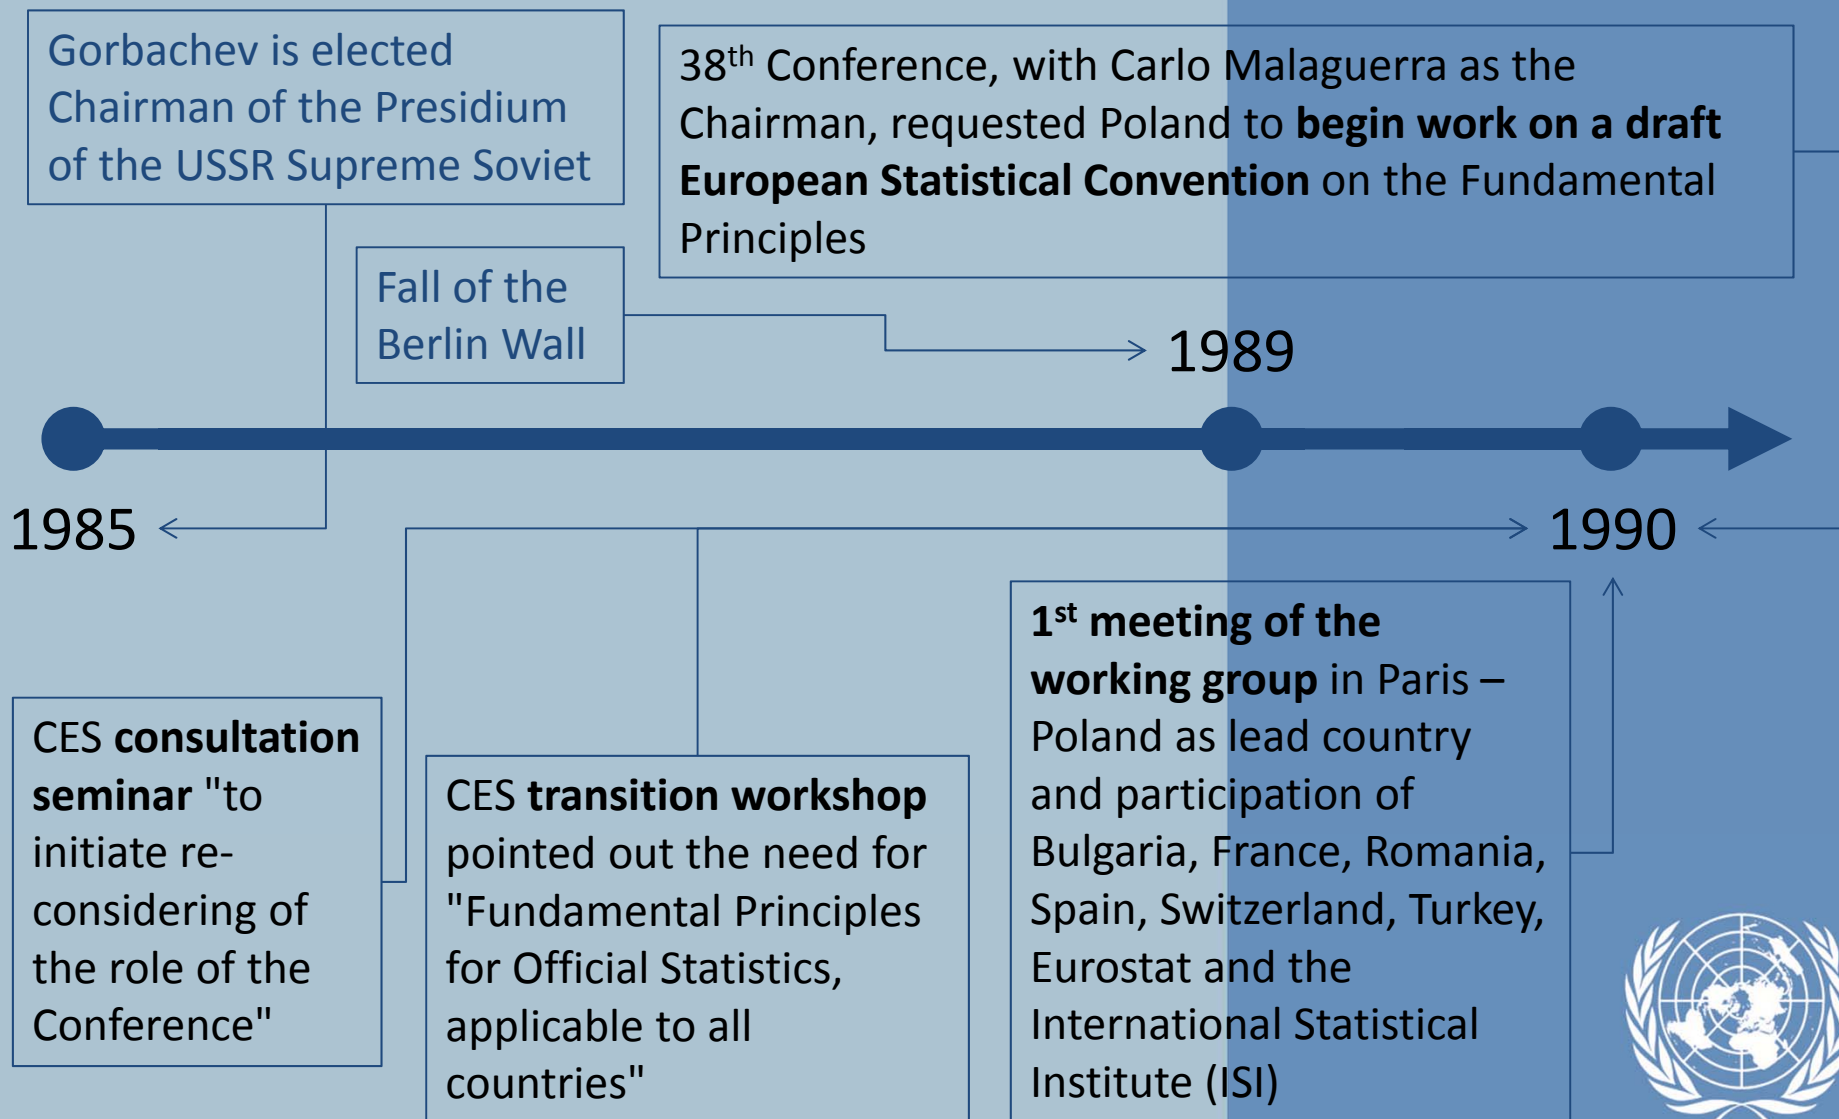 Gorbachev is elected
Chairman of the Presidium
of the USSR Supreme Soviet
38th Conference, with Carlo Malaguerra as the
Chairman, requested Poland to begin work on a draft
European Statistical Convention on the Fundamental
Principles
Fall of the
Berlin Wall
1989
1985
1990
CES consultation
seminar "to
initiate re-
considering of
the role of the
Conference"
CES transition workshop
pointed out the need for
"Fundamental Principles
for Official Statistics,
applicable to all
countries"
1st meeting of the
working group in Paris –
Poland as lead country
and participation of
Bulgaria, France, Romania,
Spain, Switzerland, Turkey,
Eurostat and the
International Statistical
Institute (ISI)